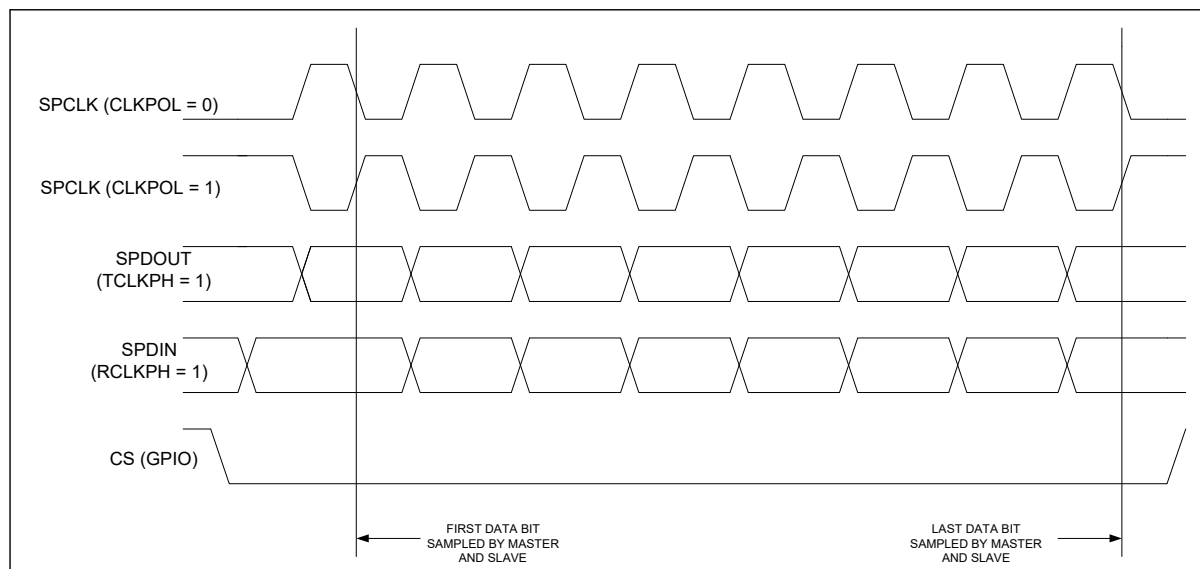 SPCLK (CLKPOL = 0)
SPCLK (CLKPOL = 1)
SPDOUT
(TCLKPH = 1)
SPDIN
(RCLKPH = 1)
CS (GPIO)
FIRST DATA BIT
SAMPLED BY MASTER
AND SLAVE
LAST DATA BIT
SAMPLED BY MASTER
AND SLAVE